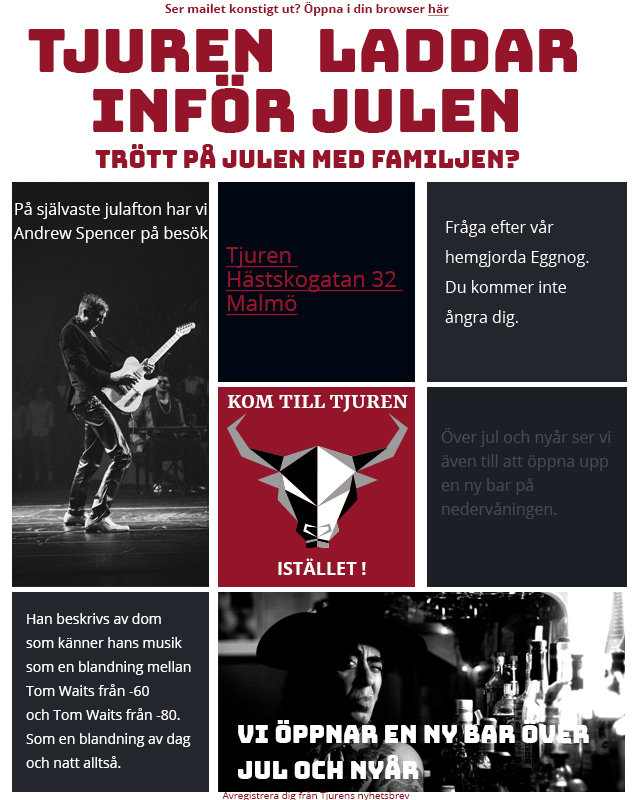 Ser mailet konstigt ut? Öppna i din browser här
TJUREN LADDAR
INFÖR JULEN
TRÖTT PÅ JULEN MED FAMILJEN?
På självaste julafton har vi
Andrew Spencer på besök
Tjuren
Hästskogatan 32
Malmö
Fråga efter vår
hemgjorda Eggnog.
Du kommer inte
ångra dig.
KOM TILL TJUREN
ISTÄLLET !
Över jul och nyår ser vi
även till att öppna upp
en ny bar på
nedervåningen.
Han beskrivs av dom
som känner hans musik
som en blandning mellan
Tom Waits från -60
och Tom Waits från -80.
Som en blandning av dag
och natt alltså.
VI ÖPPNAR EN NY BAR ÖVER
JUL OCH NYÅR
Avregistrera dig från Tjurens nyhetsbrev